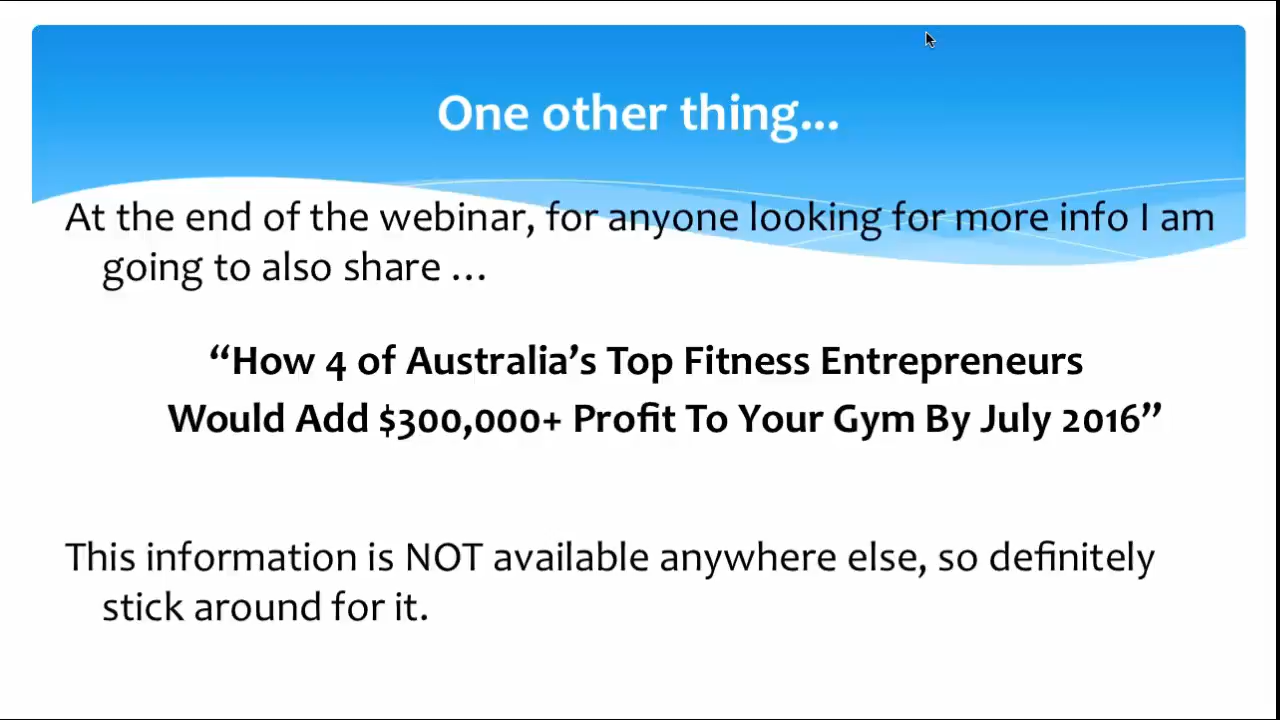 One other thing...
At the end of the webinar, for anyone looking for more info I am
going to also share …
“How 4 of Australia’s Top Fitness Entrepreneurs
Would Add $300,000+ Profit To Your Gym By July 2016”
This information is NOT available anywhere else, so definitely
stick around for it.